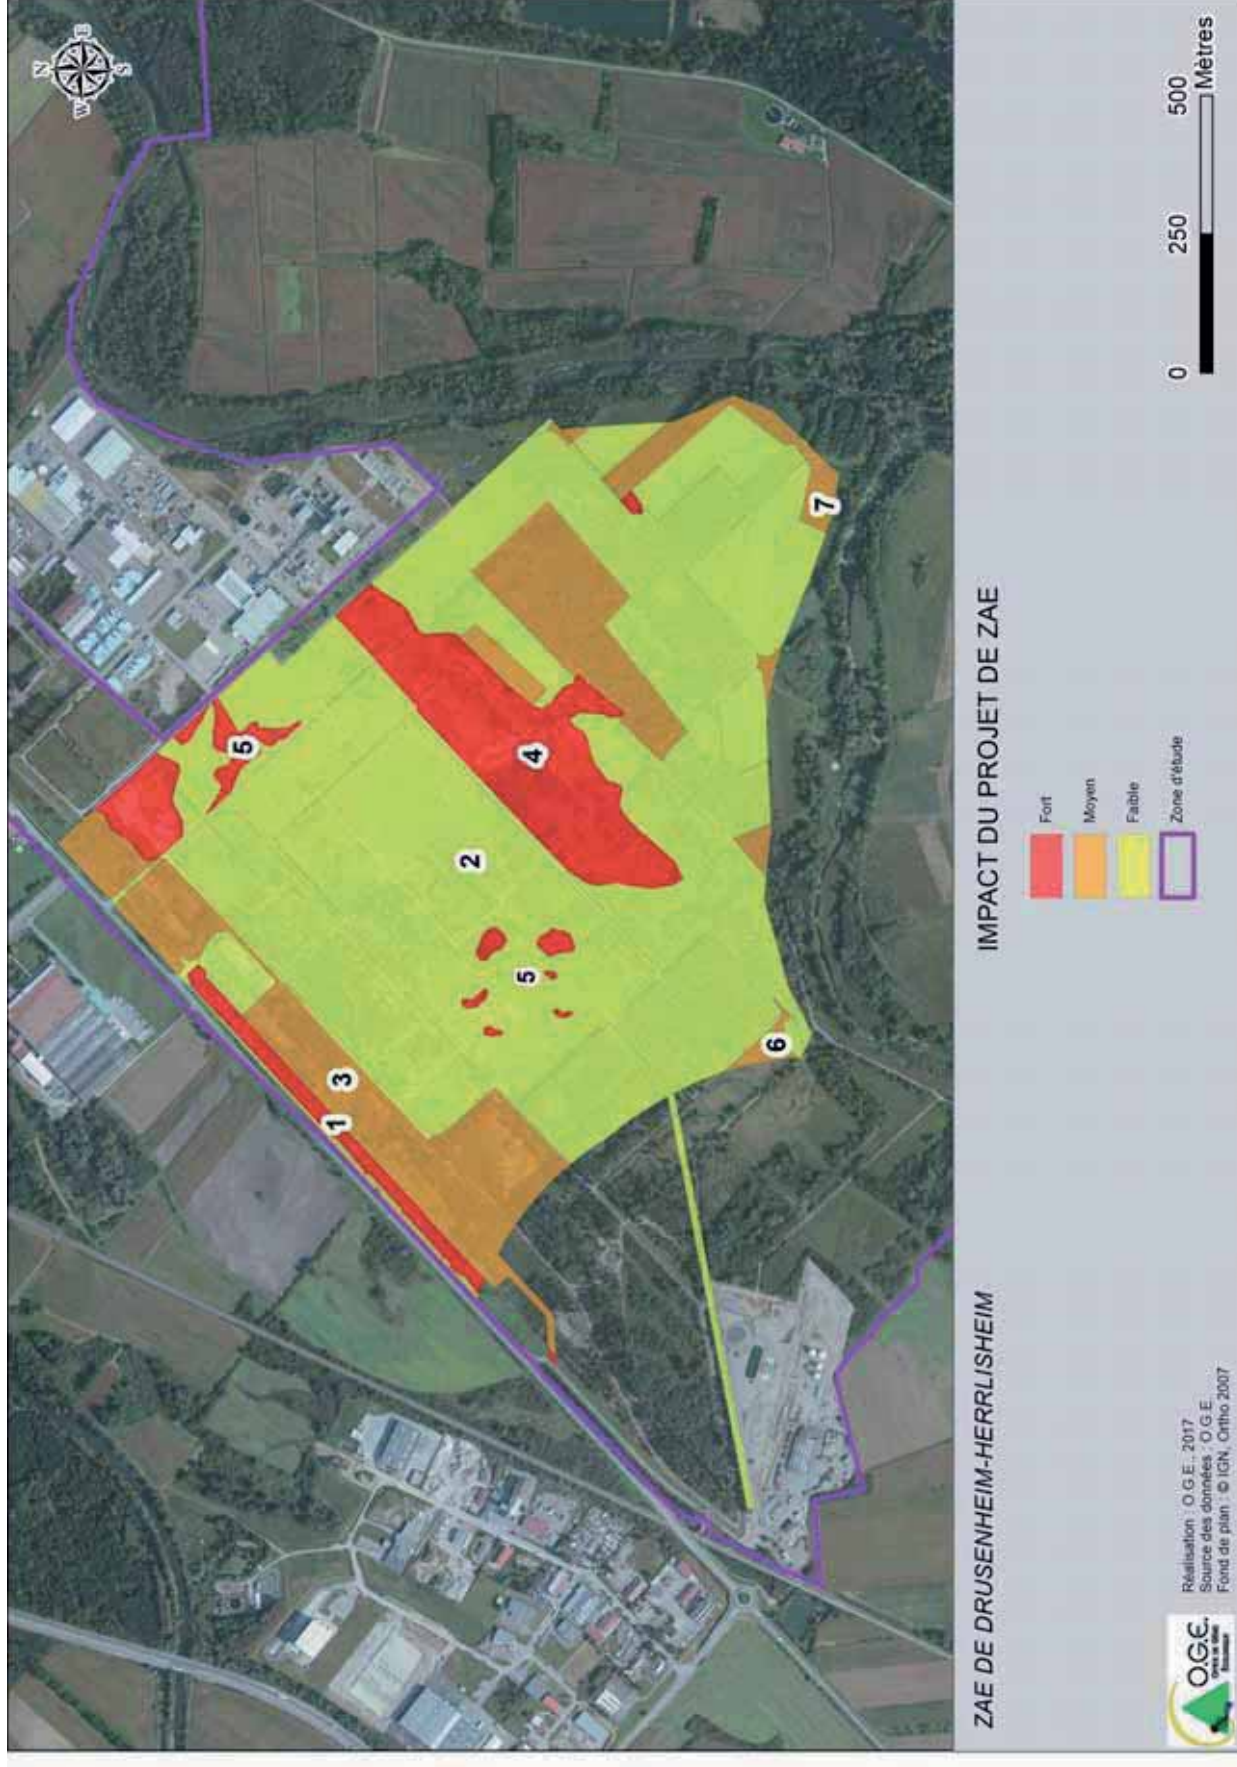 N
E
S
W
5
4
2
5
3
1
6
7
ZAE DE DRUSENHEIM-HERRLISHEIM
IMPACT DU PROJET DE ZAE
Fort
Moyen
Faible
Zone d'étude
0 250 500
Mètres
O.G.E.
Réalisation : O.G.E., 2017
Source des données : O.G.E.
Fond de plan : © IGN, Ortho 2007